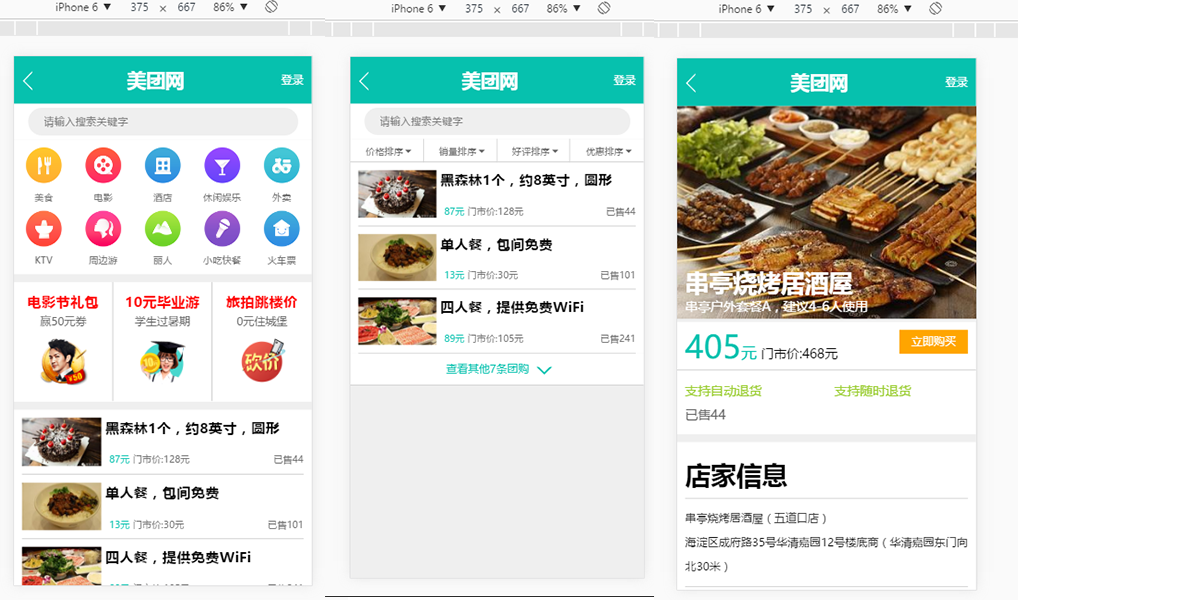 iPhone 6 ▼ 375 × 667 86% ▼
美团网
登录
请输入搜索关键字
美食 电影 酒店 休闲娱乐 外卖
KTV 周边游 丽人 小吃快餐 火车票
电影节礼包 10元毕业游 旅拍跳楼价
赢50元券 学生过暑期 0元住城堡
¥50 10元 砍价
黑森林1个，约8英寸，圆形
87元 门市价:128元 已售44
单人餐，包间免费
13元 门市价:30元 已售101
四人餐，提供免费WiFi
iPhone 6 ▼ 375 × 667 86% ▼
美团网
登录
请输入搜索关键字
价格排序 销量排序 好评排序 优惠排序
黑森林1个，约8英寸，圆形
87元 门市价:128元 已售44
单人餐，包间免费
13元 门市价:30元 已售101
四人餐，提供免费WiFi
89元 门市价:105元 已售241
查看其他7条团购
iPhone 6 ▼ 375 × 667 86% ▼
美团网
登录
串亭烧烤居酒屋
串亭户外套餐A，建议4-6人使用
405元 门市价:468元 立即购买
支持自动退货 支持随时退货
已售44
店家信息
串亭烧烤居酒屋（五道口店）
海淀区成府路35号华清嘉园12号楼底商（华清嘉园东门向
北30米）